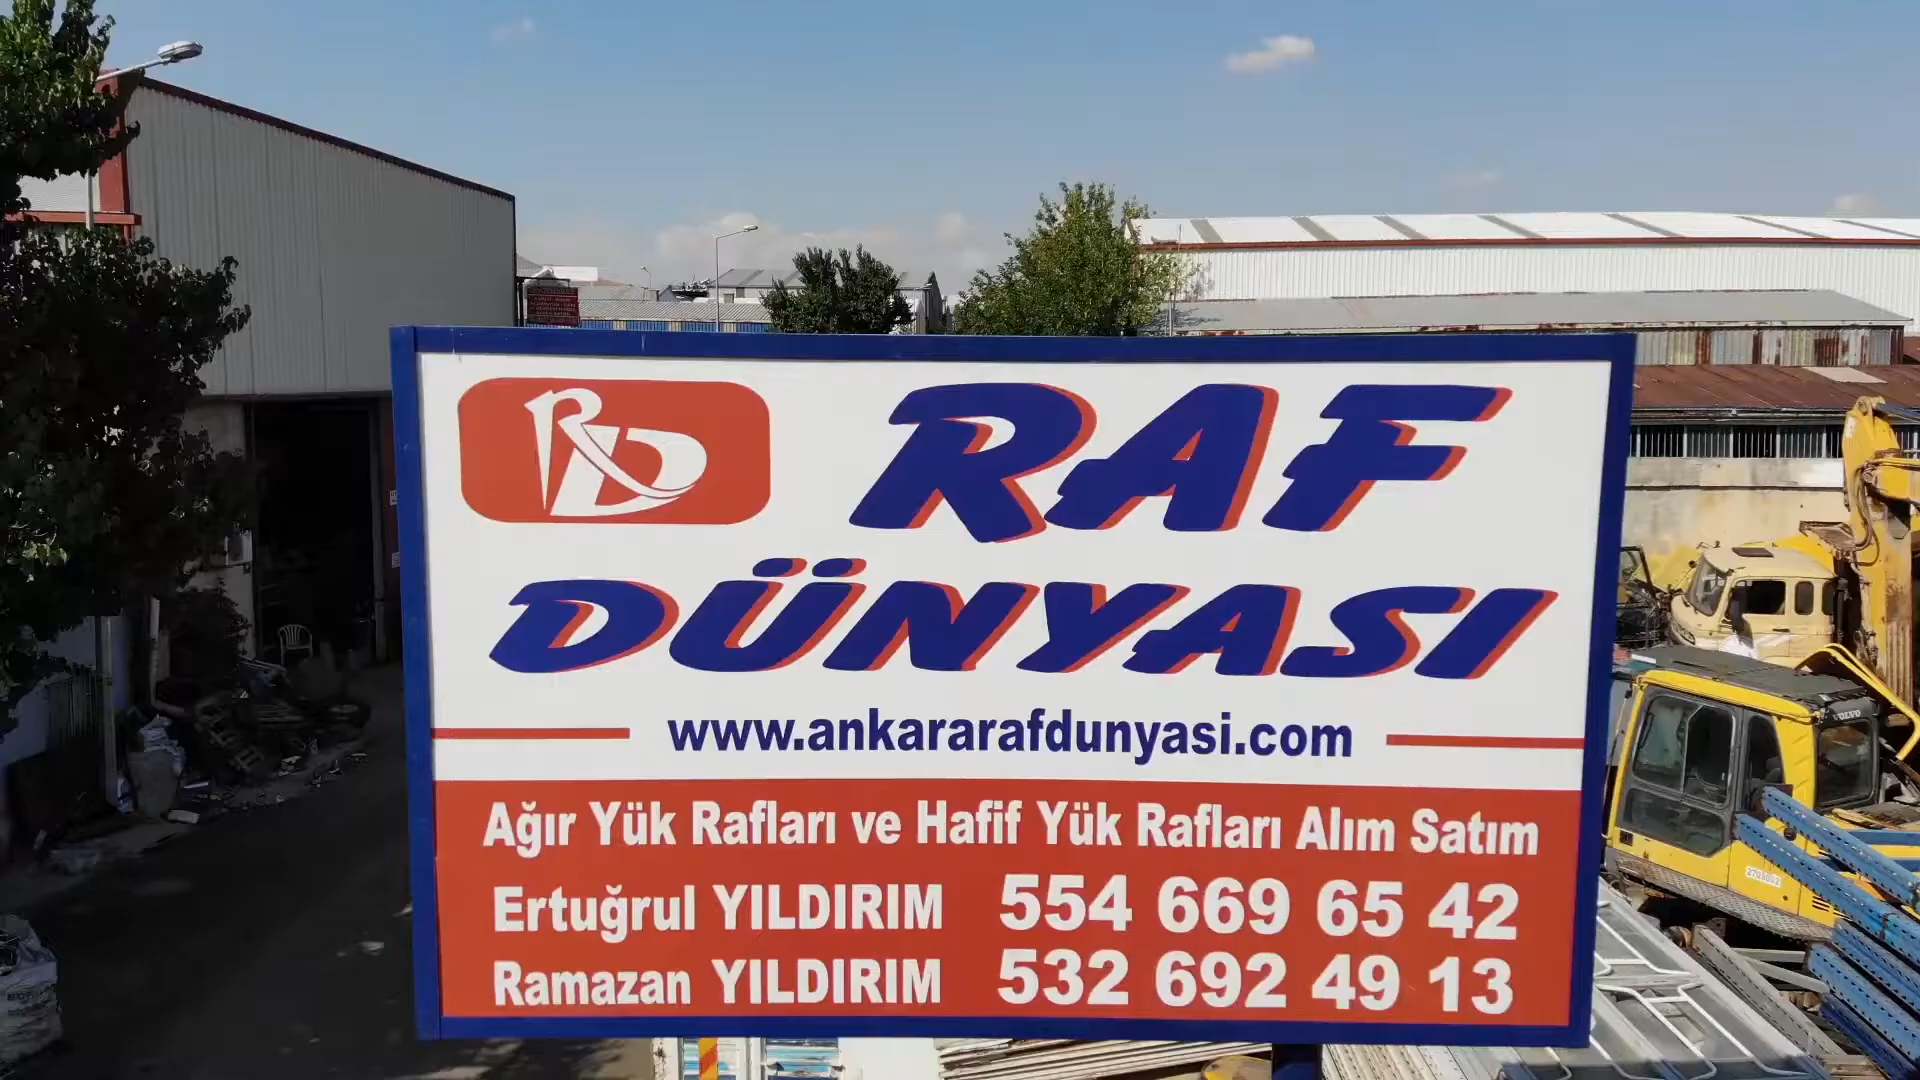 RD RAF
DÜNYASI
www.ankararafdunyasi.com
Ağır Yük Rafları ve Hafif Yük Rafları Alım Satım
Ertuğrul YILDIRIM 554 669 65 42
Ramazan YILDIRIM 532 692 49 13
VOLVO